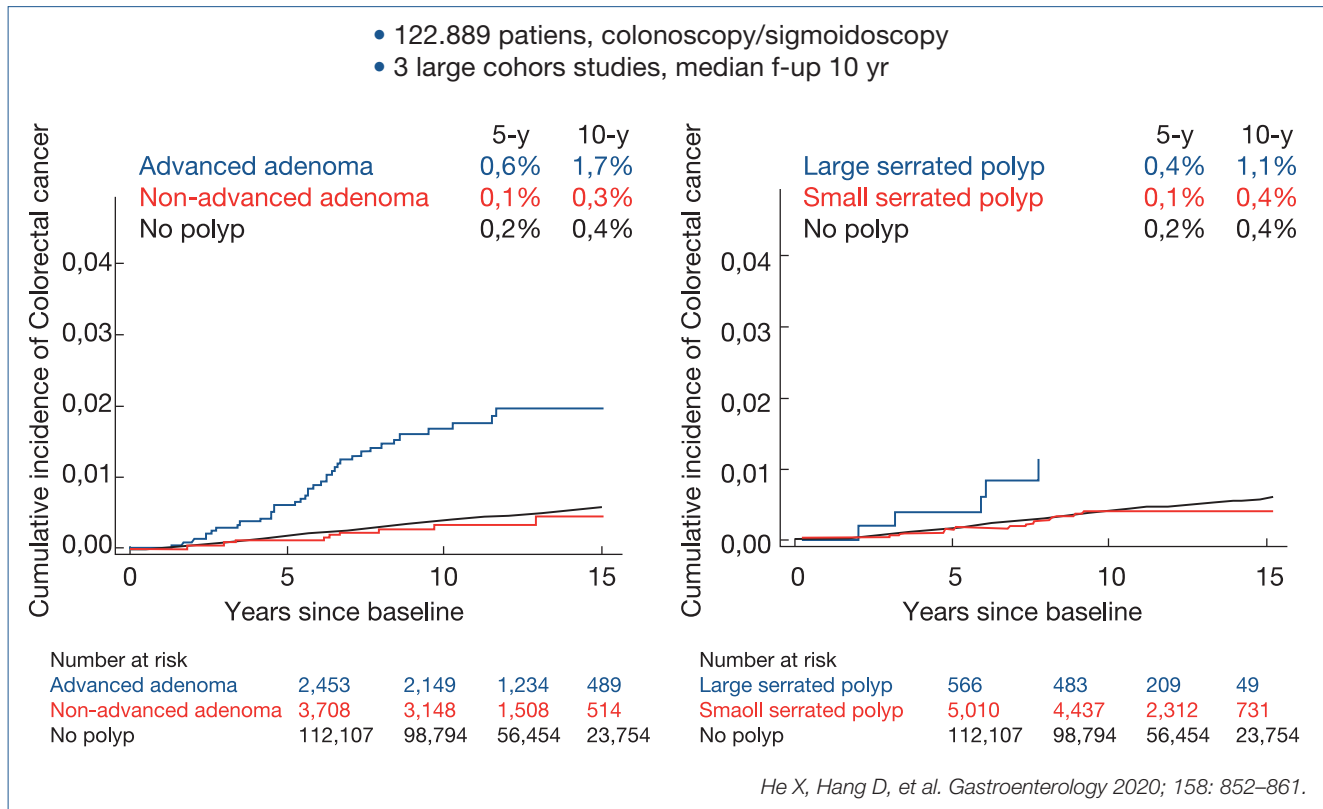 • 122.889 patiens, colonoscopy/sigmoidoscopy
• 3 large cohors studies, median f-up 10 yr
Cumulative incidence of Colorectal cancer
5-y 10-y
Advanced adenoma 0,6% 1,7%
Non-advanced adenoma 0,1% 0,3%
No polyp 0,2% 0,4%
0,04
0,03
0,02
0,01
0,00
0 5 10 15
Years since baseline
Number at risk
Advanced adenoma 2,453 2,149 1,234 489
Non-advanced adenoma 3,708 3,148 1,508 514
No polyp 112,107 98,794 56,454 23,754
Cumulative incidence of Colorectal cancer
5-y 10-y
Large serrated polyp 0,4% 1,1%
Small serrated polyp 0,1% 0,4%
No polyp 0,2% 0,4%
0,04
0,03
0,02
0,01
0,00
0 5 10 15
Years since baseline
Number at risk
Large serrated polyp 566 483 209 49
Smaoll serrated polyp 5,010 4,437 2,312 731
No polyp 112,107 98,794 56,454 23,754
He X, Hang D, et al. Gastroenterology 2020; 158: 852–861.